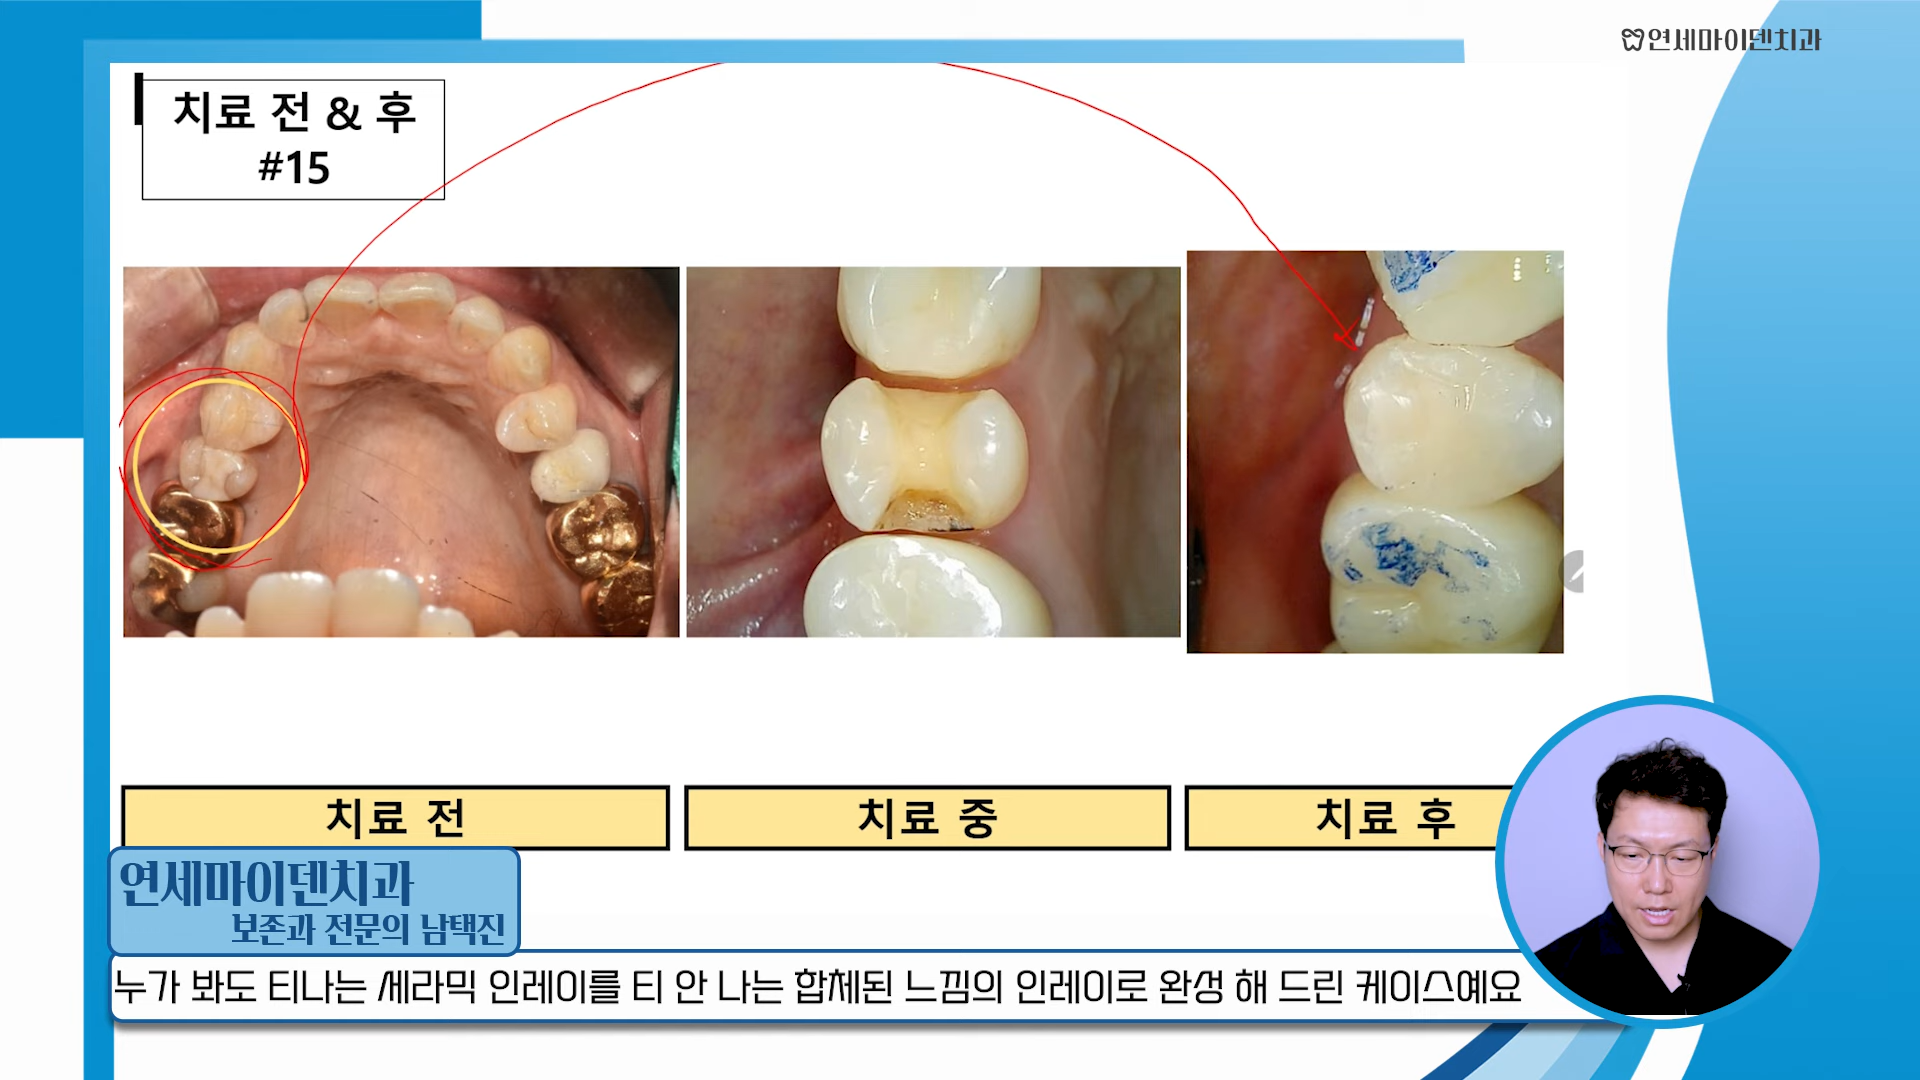 연세마이덴치과
치료 전 & 후
#15
치료 전
치료 중
치료 후
연세마이덴치과
보존과 전문의 남택진
누가 봐도 티나는 세라믹 인레이를 티 안 나는 합체된 느낌의 인레이로 완성 해 드린 케이스예요